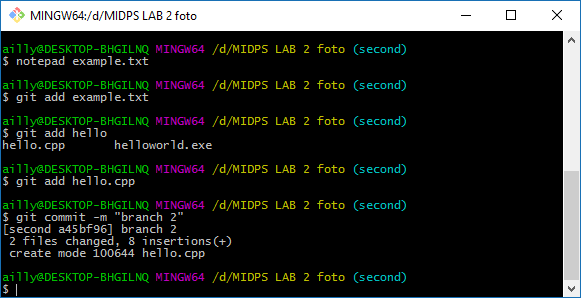 MINGW64:/d/MIDPS LAB 2 foto
ailly@DESKTOP-BHGILNQ MINGW64 /d/MIDPS LAB 2 foto (second)
$ notepad example.txt
ailly@DESKTOP-BHGILNQ MINGW64 /d/MIDPS LAB 2 foto (second)
$ git add example.txt
ailly@DESKTOP-BHGILNQ MINGW64 /d/MIDPS LAB 2 foto (second)
$ git add hello
hello.cpp       helloworld.exe
ailly@DESKTOP-BHGILNQ MINGW64 /d/MIDPS LAB 2 foto (second)
$ git add hello.cpp
ailly@DESKTOP-BHGILNQ MINGW64 /d/MIDPS LAB 2 foto (second)
$ git commit -m "branch 2"
[second a45bf96] branch 2
 2 files changed, 8 insertions(+)
 create mode 100644 hello.cpp
ailly@DESKTOP-BHGILNQ MINGW64 /d/MIDPS LAB 2 foto (second)
$